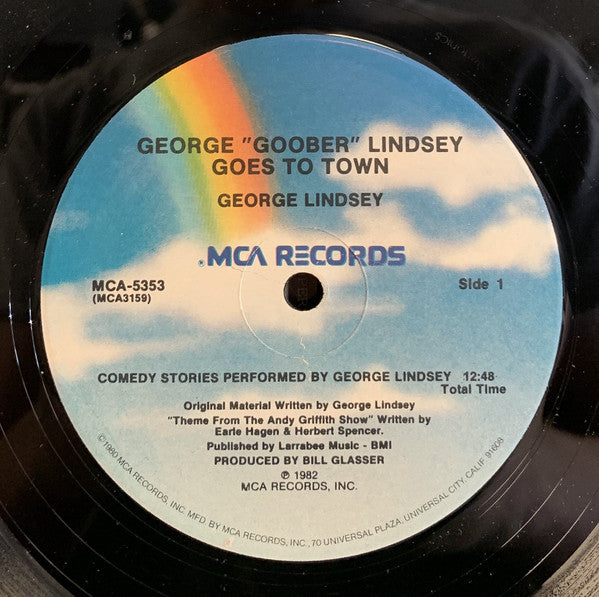 GEORGE "GOOBER" LINDSEY
GOES TO TOWN
GEORGE LINDSEY
®MCA RECORDS
MCA-5353
(MCA3159)
Side 1
COMEDY STORIES PERFORMED BY GEORGE LINDSEY 12:48
Total Time
Original Material Written by George Lindsey
"Theme From The Andy Griffith Show" Written by
Earle Hagen & Herbert Spencer.
Published by Larrabee Music - BMI
PRODUCED BY BILL GLASSER
℗ 1982
MCA RECORDS, INC.
©1980 MCA RECORDS, INC. MFD. BY MCA RECORDS, INC., 70 UNIVERSAL PLAZA, UNIVERSAL CITY, CALIF. 91608